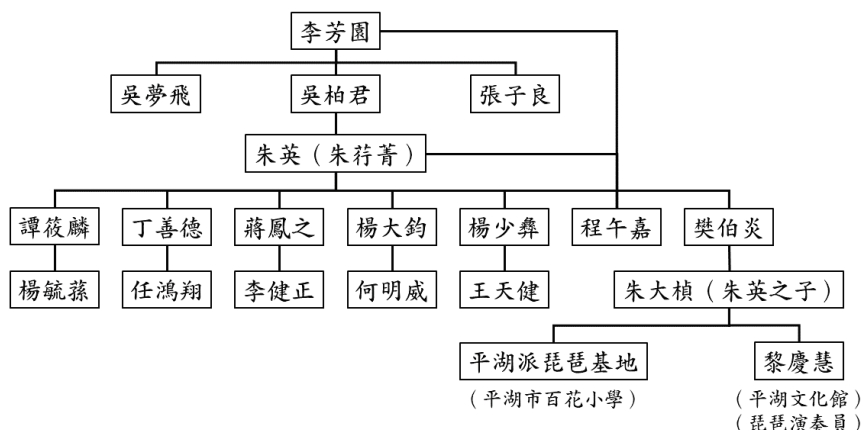 李芳園
吳夢飛
吳柏君
張子良
朱英（朱荇菁）
譚筱麟
丁善德
蔣鳳之
楊大鈞
楊少彝
程午嘉
樊伯炎
楊毓蓀
任鴻翔
李健正
何明威
王天健
朱大楨（朱英之子）
平湖派琵琶基地
黎慶慧
（平湖市百花小學）
（平湖文化館）
（琵琶演奏員）